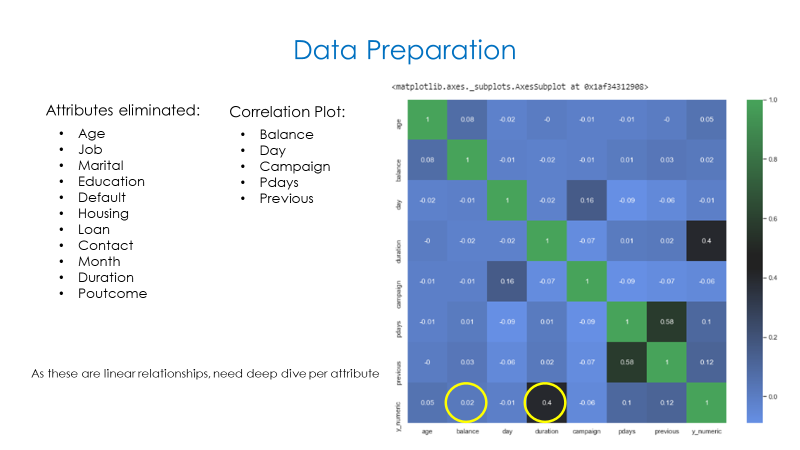 Data Preparation
Attributes eliminated:
• Age
• Job
• Marital
• Education
• Default
• Housing
• Loan
• Contact
• Month
• Duration
• Poutcome
Correlation Plot:
• Balance
• Day
• Campaign
• Pdays
• Previous
As these are linear relationships, need deep dive per attribute
<matplotlib.axes._subplots.AxesSubplot at 0x1af34312908>
age 1 0.08 -0.02 -0 -0.01 -0.01 -0 0.05
balance 0.08 1 -0.01 -0.02 -0.01 0.01 0.03 0.02
day -0.02 -0.01 1 -0.02 0.16 -0.09 -0.06 -0.01
duration -0 -0.02 -0.02 1 -0.07 0.01 0.02 0.4
campaign -0.01 -0.01 0.16 -0.07 1 -0.09 -0.07 -0.06
pdays -0.01 0.01 -0.09 0.01 -0.09 1 0.58 0.1
previous -0 0.03 -0.06 0.02 -0.07 0.58 1 0.12
y_numeric 0.05 0.02 -0.01 0.4 -0.06 0.1 0.12 1
age balance day duration campaign pdays previous y_numeric
1.0
0.8
0.6
0.4
0.2
0.0